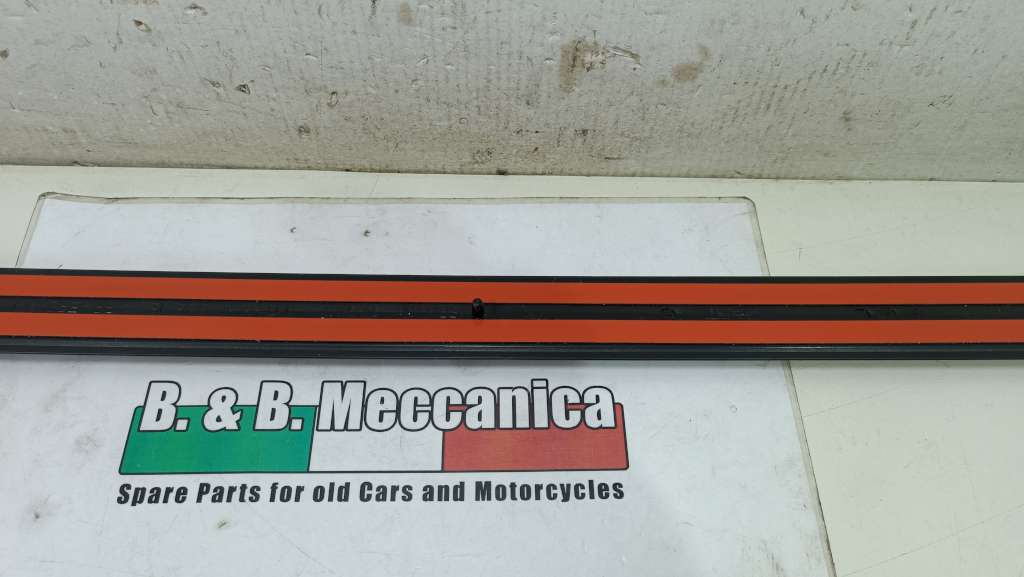 B. & B. Meccanica
Spare Parts for old Cars and Motorcycles